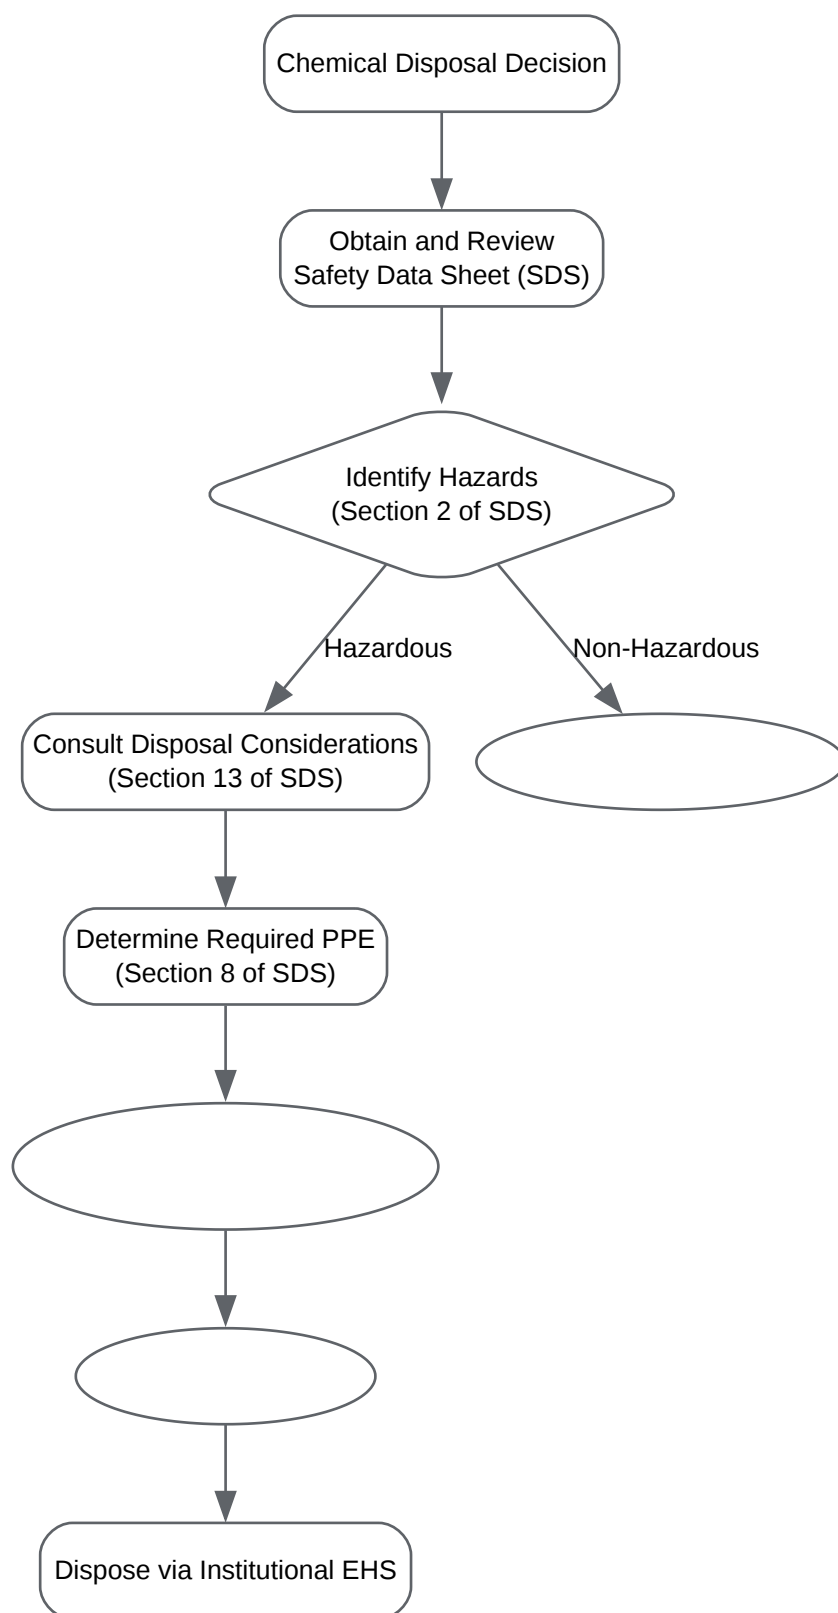 Chemical Disposal Decision
Obtain and Review
Safety Data Sheet (SDS)
Identify Hazards
(Section 2 of SDS)
Hazardous
Non-Hazardous
Consult Disposal Considerations
(Section 13 of SDS)
Determine Required PPE
(Section 8 of SDS)
Dispose via Institutional EHS